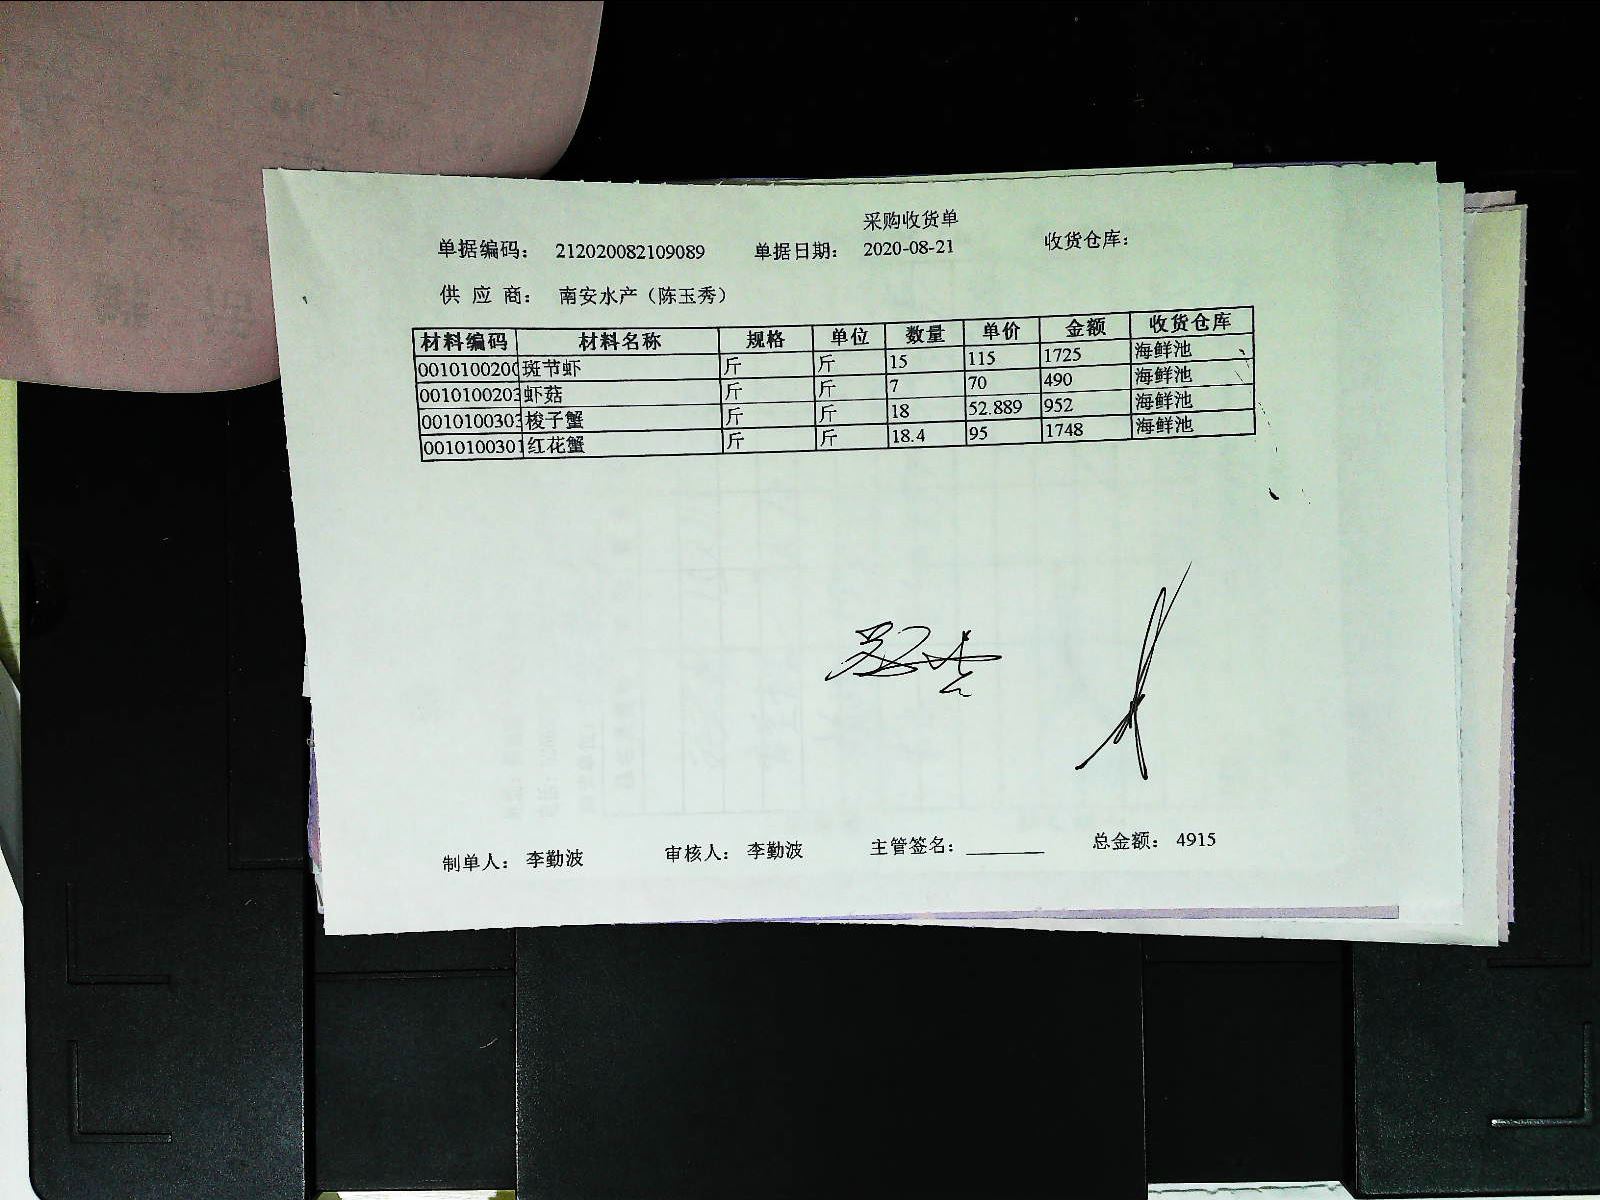 采购收货单
单据编码： 212020082109089 单据日期： 2020-08-21 收货仓库：
供 应 商： 南安水产（陈玉秀）
材料编码 材料名称 规格 单位 数量 单价 金额 收货仓库
0010100200 斑节虾 斤 斤 15 115 1725 海鲜池
0010100203 虾菇 斤 斤 7 70 490 海鲜池
0010100303 梭子蟹 斤 斤 18 52.889 952 海鲜池
0010100301 红花蟹 斤 斤 18.4 95 1748 海鲜池
制单人： 李勤波 审核人： 李勤波 主管签名： 总金额： 4915